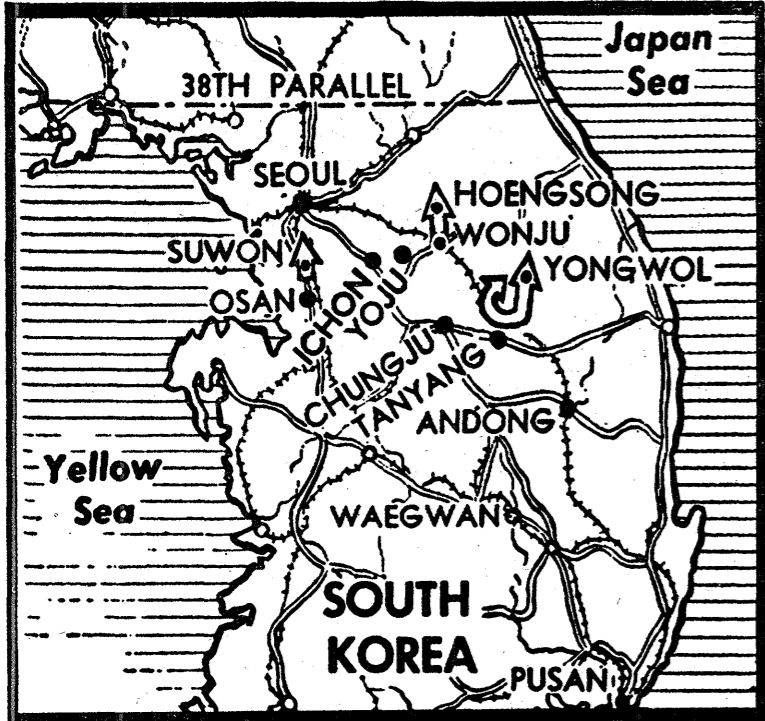 Japan
Sea
38TH PARALLEL
SEOUL
HOENGSONG
WONJU
SUWON
YONGWOL
OSAN
ICHON
YOJU
CHUNGJU
TANYANG
ANDONG
Yellow
Sea
WAEGWAN
SOUTH
KOREA
PUSAN